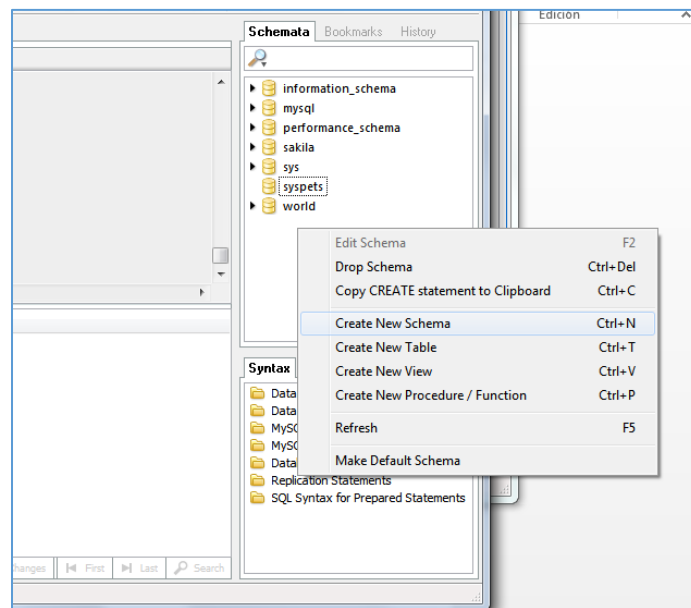 Edición
Schemata Bookmarks History
information_schema
mysql
performance_schema
sakila
sys
syspets
world
Edit Schema F2
Drop Schema Ctrl+Del
Copy CREATE statement to Clipboard Ctrl+C
Create New Schema Ctrl+N
Create New Table Ctrl+T
Create New View Ctrl+V
Create New Procedure / Function Ctrl+P
Refresh F5
Make Default Schema
Syntax
Data
Data
MySQ
MySQ
Datab
Replication Statements
SQL Syntax for Prepared Statements
hanges First Last Search